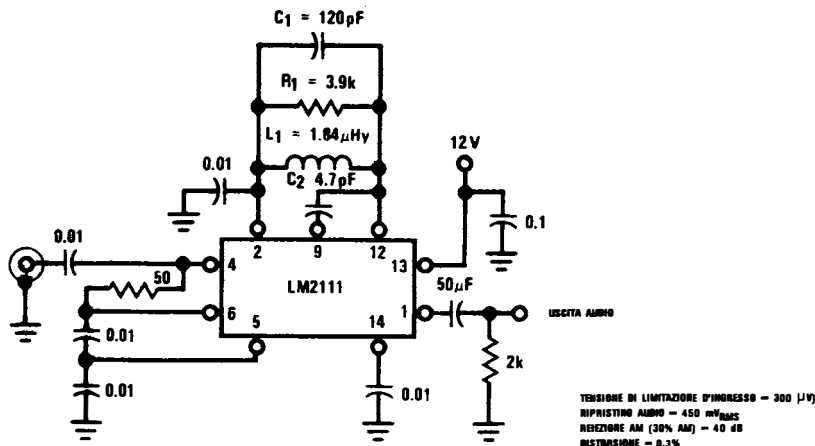 C1 = 120pF
R1 = 3.9k
L1 = 1.84µHy
0.01
C2 4.7pF
12V
0.1
2
9
12
0.01
4
13
50
LM2111
50µF
6
5
14
1
USCITA AUDIO
0.01
0.01
0.01
2k
TENSIONE DI LIMITAZIONE D'INGRESSO – 300 µV
RIPRISTINO AUDIO – 450 mVRMS
REIEZIONE AM (30% AM) – 40 dB
DISTORSIONE – 0.3%